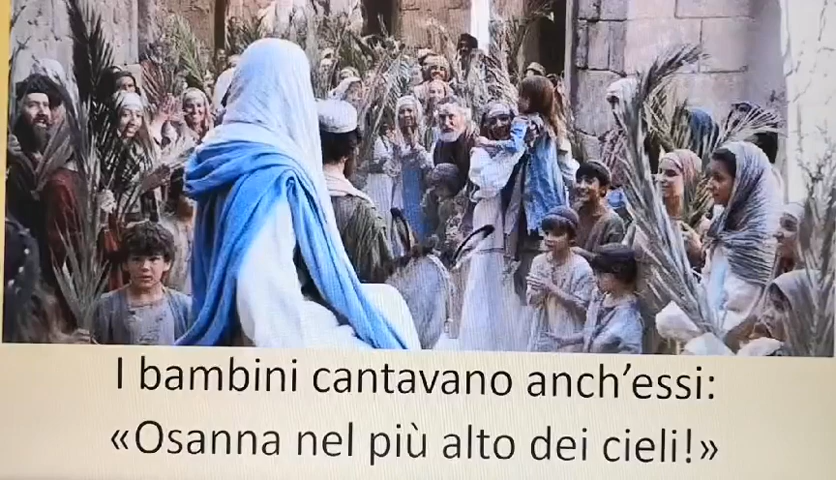 I bambini cantavano anch’essi:
«Osanna nel più alto dei cieli!»